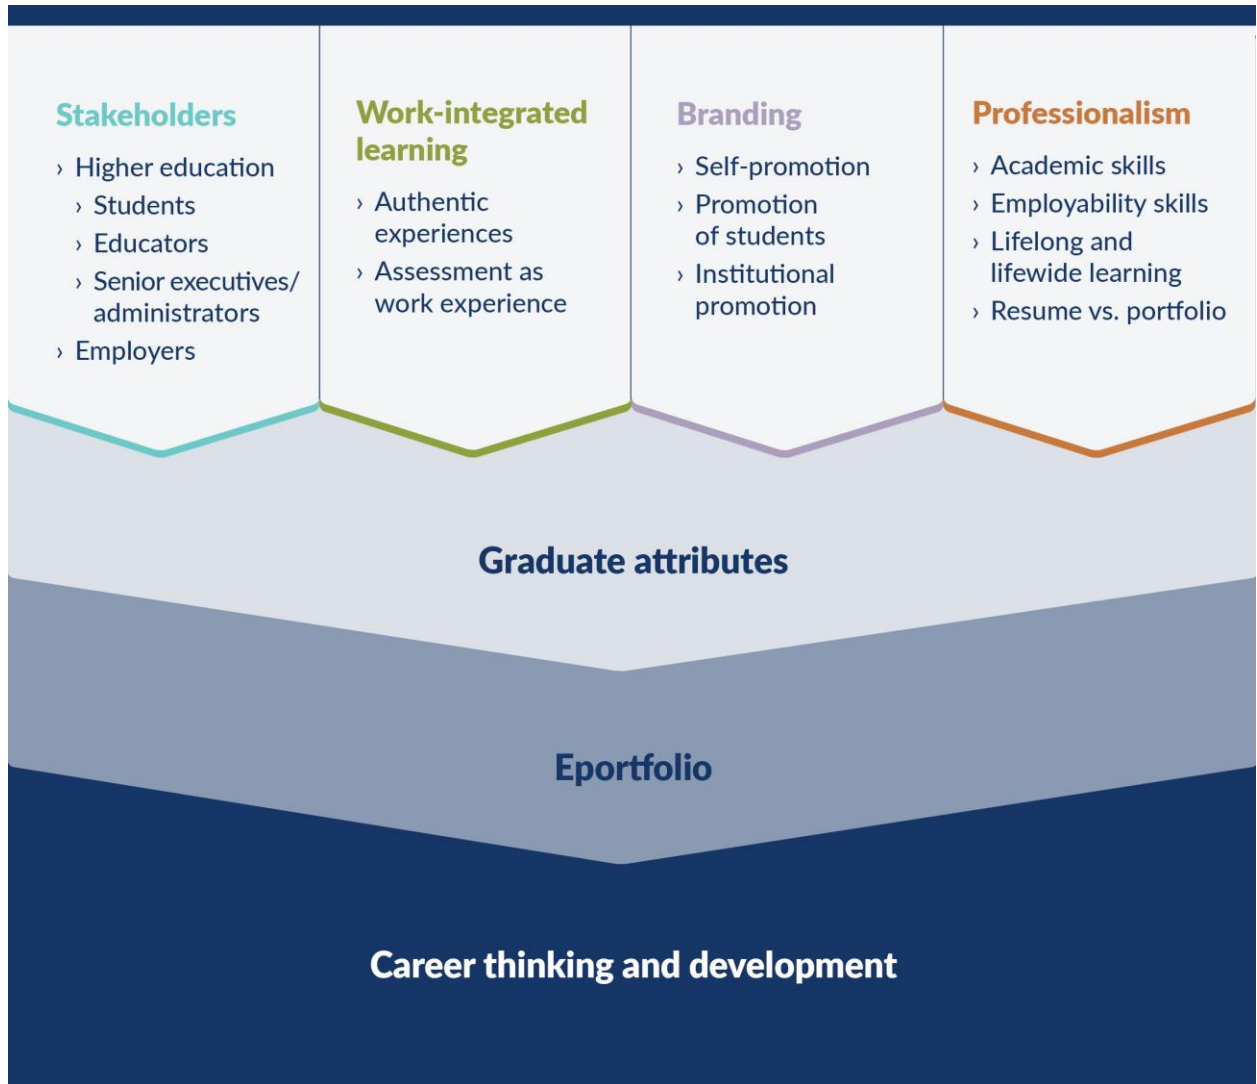 Stakeholders
› Higher education
› Students
› Educators
› Senior executives/
administrators
› Employers
Work-integrated
learning
› Authentic
experiences
› Assessment as
work experience
Branding
› Self-promotion
› Promotion
of students
› Institutional
promotion
Professionalism
› Academic skills
› Employability skills
› Lifelong and
lifewide learning
› Resume vs. portfolio
Graduate attributes
Eportfolio
Career thinking and development